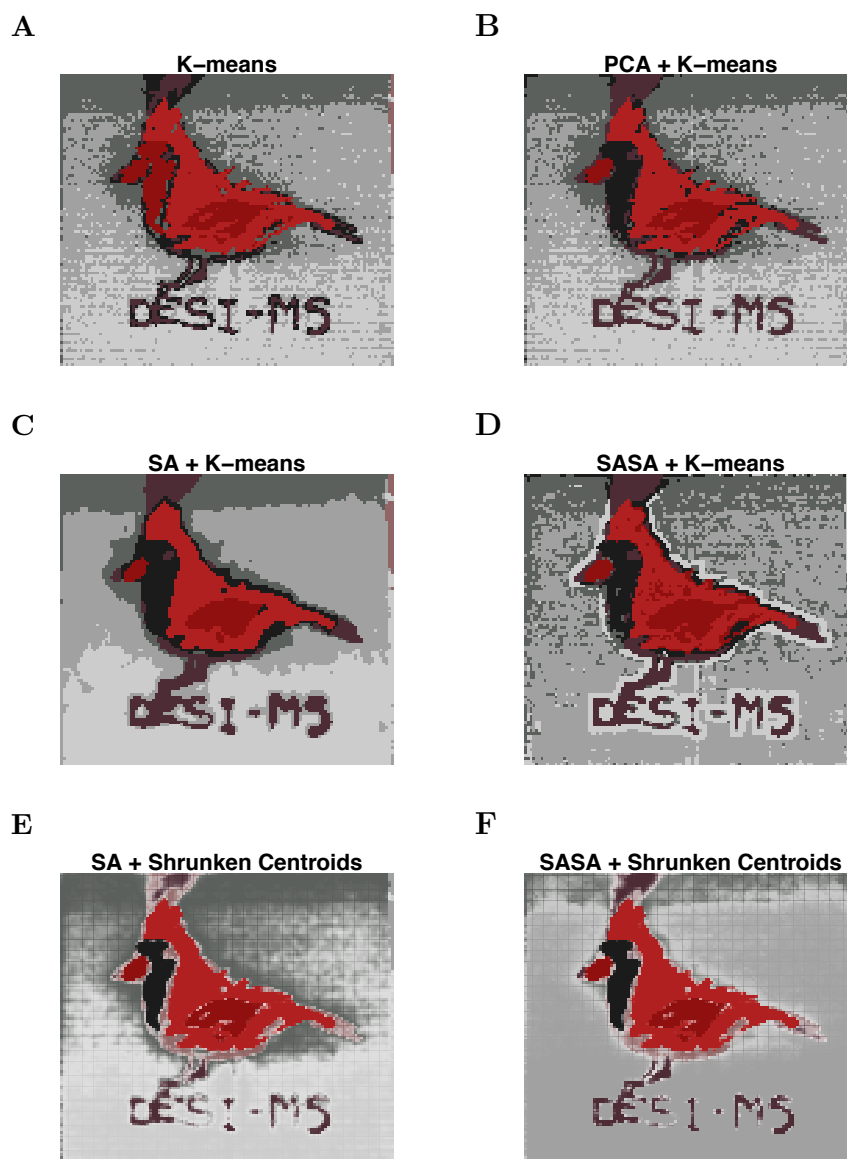 A
K−means
DESI-MS
B
PCA + K−means
DESI-MS
C
SA + K−means
DESI-MS
D
SASA + K−means
DESI-MS
E
SA + Shrunken Centroids
DESI-MS
F
SASA + Shrunken Centroids
DESI-MS